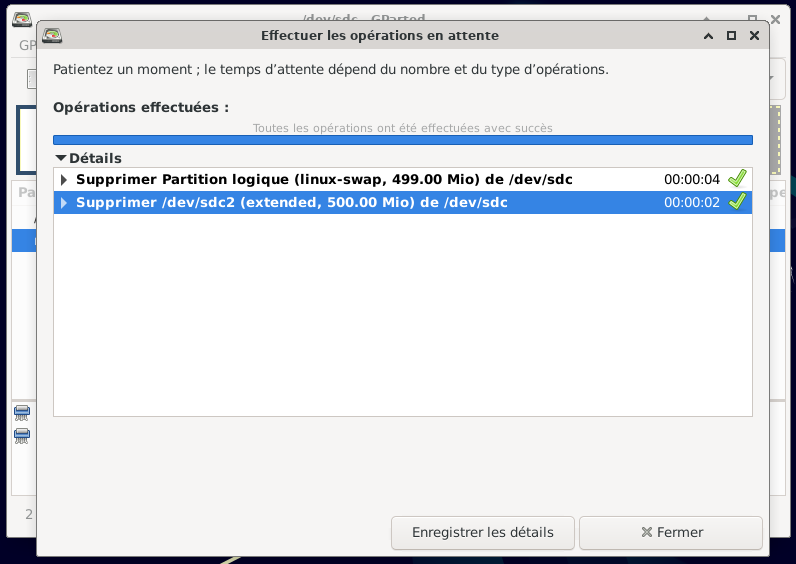 /dev/sdc - GParted
Effectuer les opérations en attente
GP
Patientez un moment ; le temps d’attente dépend du nombre et du type d’opérations.
Opérations effectuées :
Toutes les opérations ont été effectuées avec succès
Détails
Supprimer Partition logique (linux-swap, 499.00 Mio) de /dev/sdc 00:00:04
Supprimer /dev/sdc2 (extended, 500.00 Mio) de /dev/sdc 00:00:02
Pa
2
Enregistrer les détails
Fermer